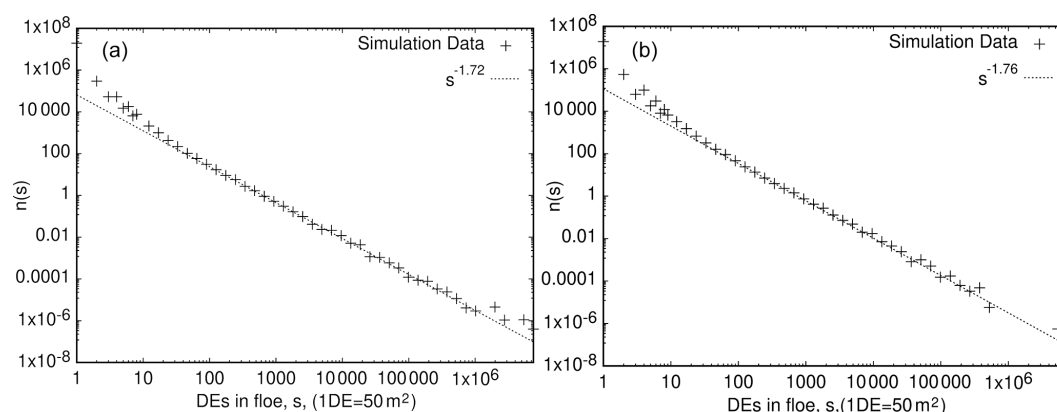 (a)
Simulation Data
s^-1.72
1x10^8
1x10^6
10 000
100
1
0.01
0.0001
1x10^-6
1x10^-8
n(s)
1 10 100 1000 10 000 100 000 1x10^6
DEs in floe, s, (1DE=50 m²)
(b)
Simulation Data
s^-1.76
1x10^8
1x10^6
10 000
100
1
0.01
0.0001
1x10^-6
1x10^-8
n(s)
1 10 100 1000 10 000 100 000 1x10^6
DEs in floe, s,(1DE=50 m²)